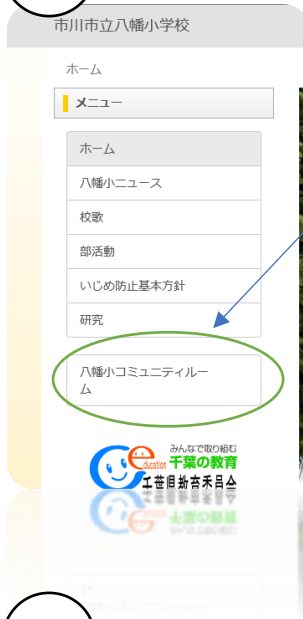 市川市立八幡小学校
ホーム
メニュー
ホーム
八幡小ニュース
校歌
部活動
いじめ防止基本方針
研究
八幡小コミュニティルー
ム
みんなで取り組む
education 千葉の教育
千葉県教育委員会